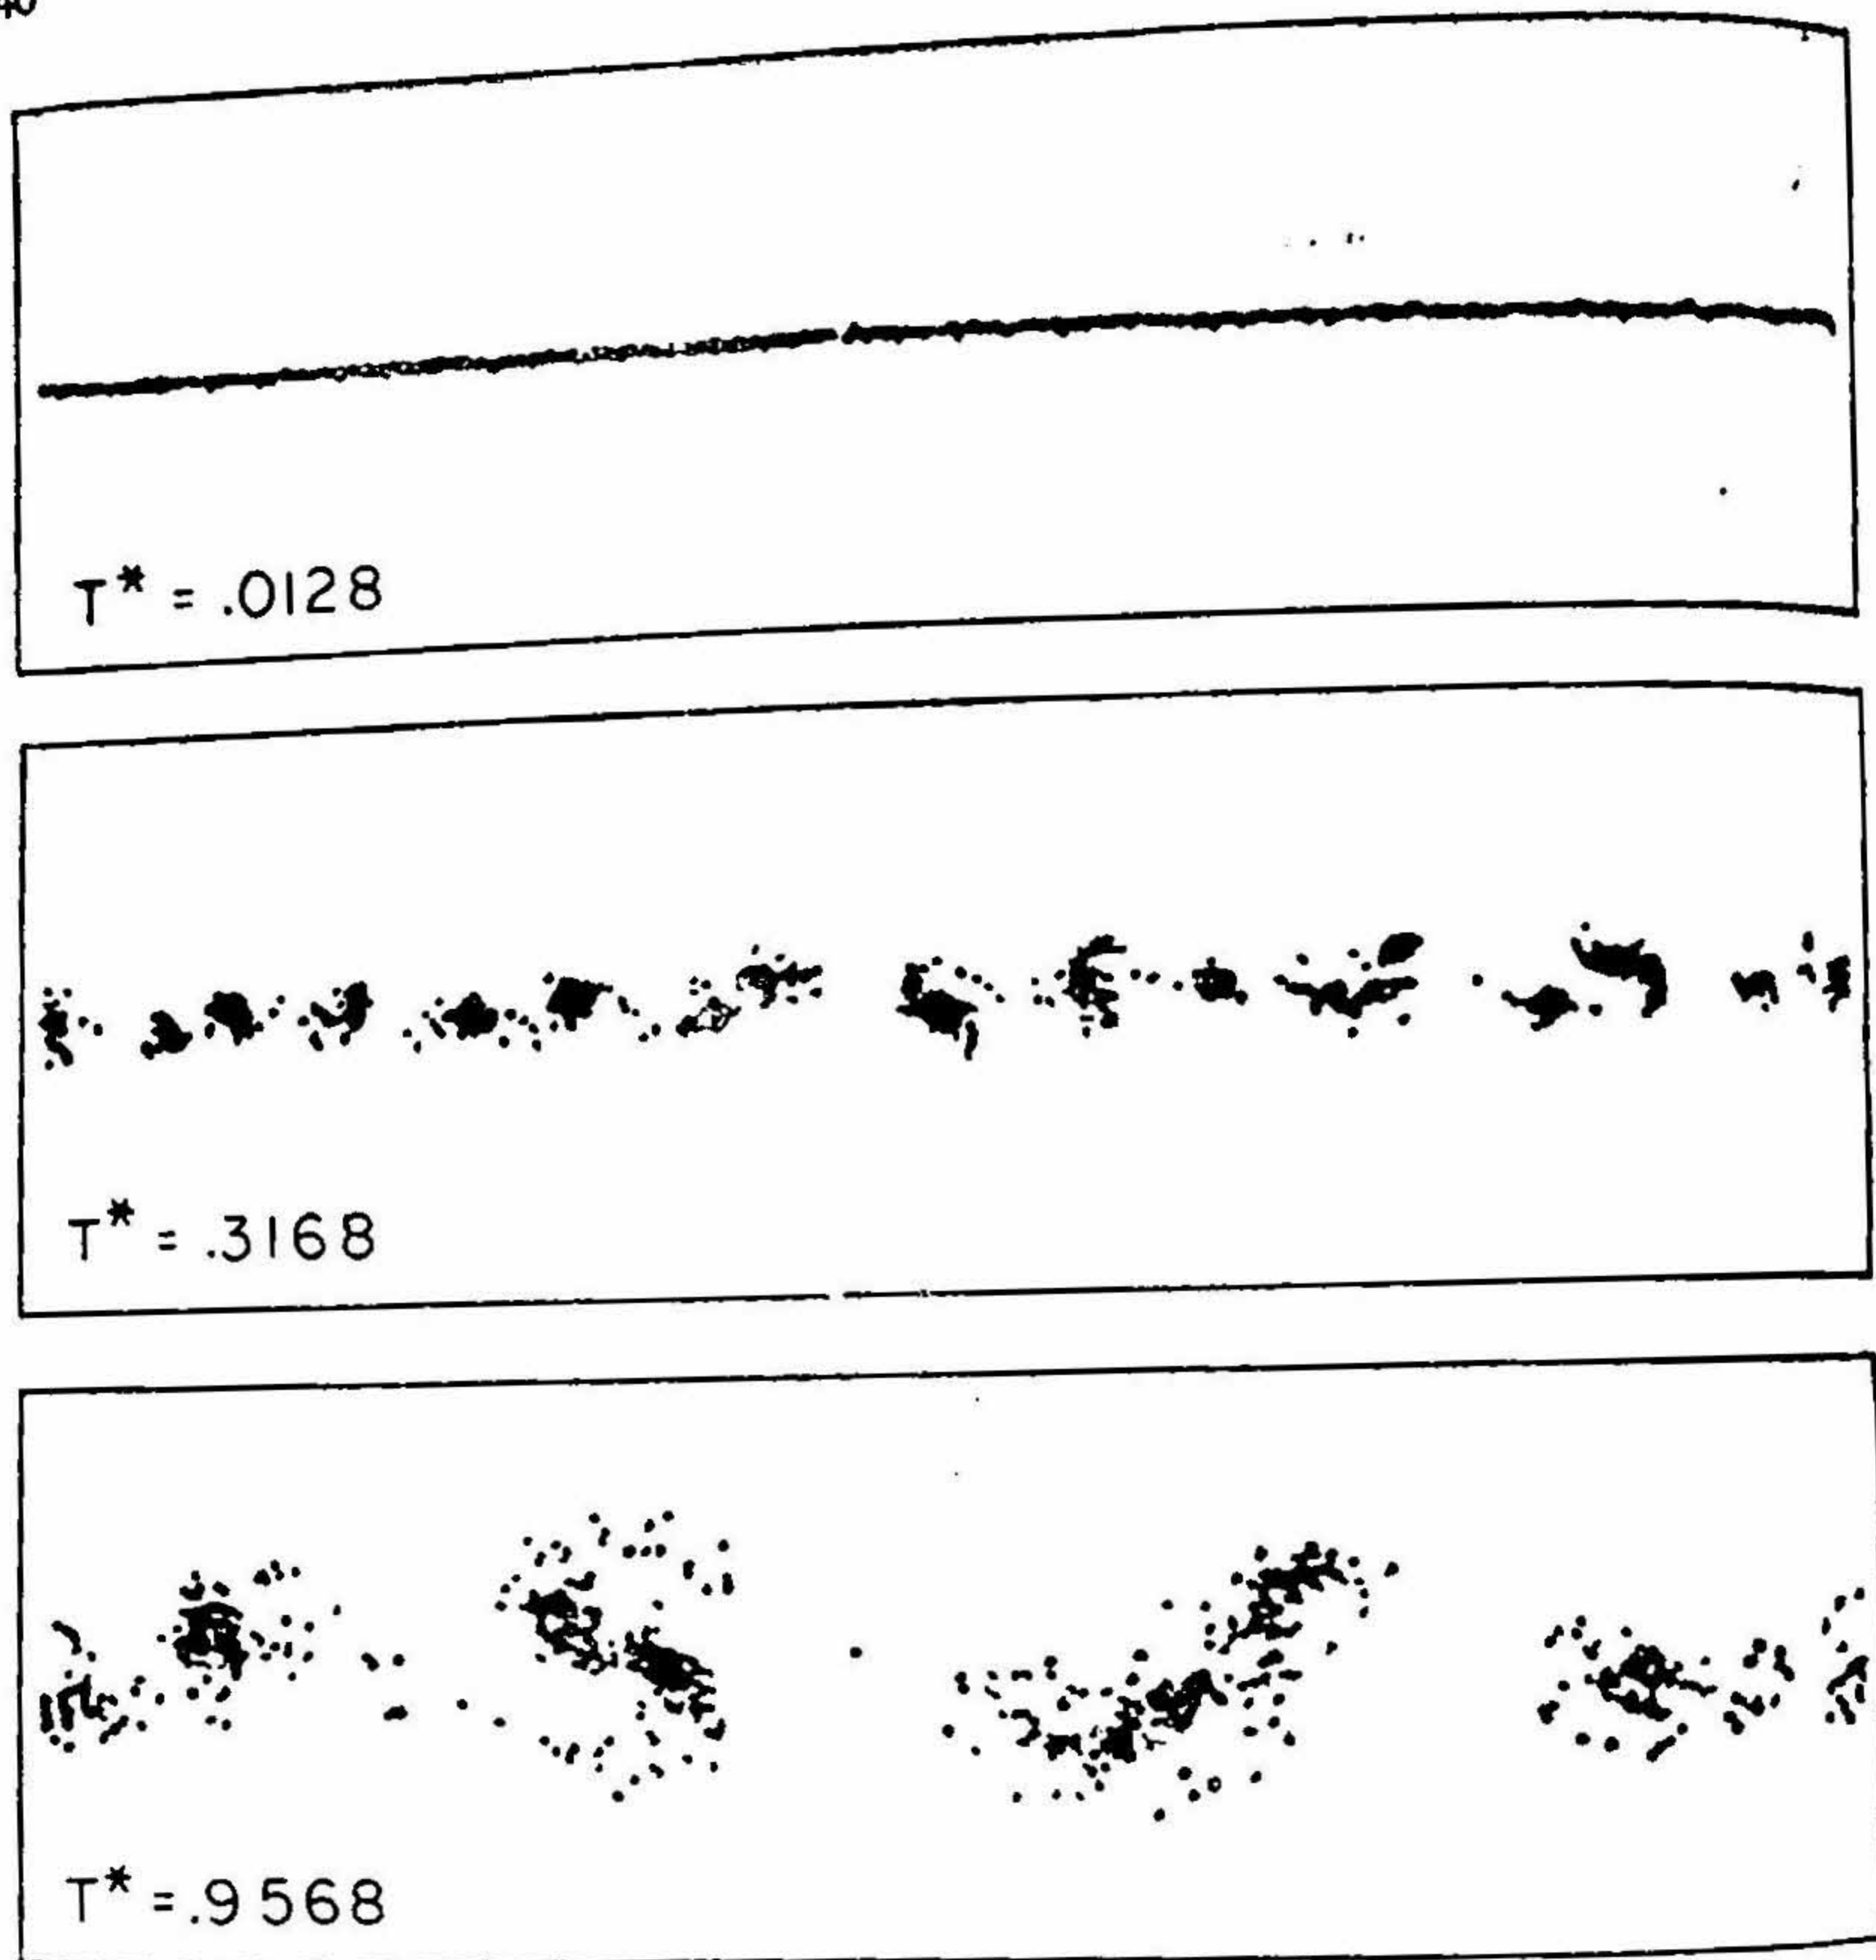 T* = .0128
T* = .3168
T* = .9568